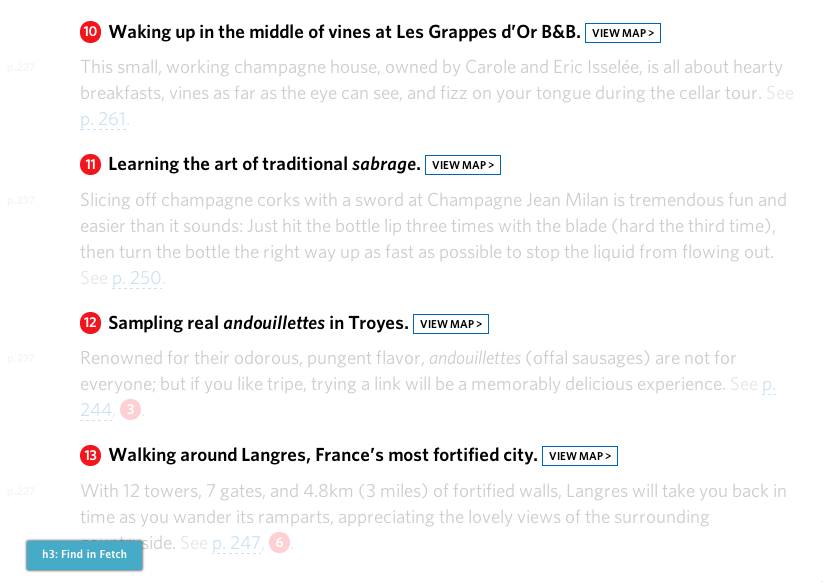 10 Waking up in the middle of vines at Les Grappes d’Or B&B. VIEW MAP >
p.237 This small, working champagne house, owned by Carole and Eric Isselée, is all about hearty
breakfasts, vines as far as the eye can see, and fizz on your tongue during the cellar tour. See
p. 261.
11 Learning the art of traditional sabrage. VIEW MAP >
p.237 Slicing off champagne corks with a sword at Champagne Jean Milan is tremendous fun and
easier than it sounds: Just hit the bottle lip three times with the blade (hard the third time),
then turn the bottle the right way up as fast as possible to stop the liquid from flowing out.
See p. 250.
12 Sampling real andouillettes in Troyes. VIEW MAP >
p.237 Renowned for their odorous, pungent flavor, andouillettes (offal sausages) are not for
everyone; but if you like tripe, trying a link will be a memorably delicious experience. See p.
244, 3.
13 Walking around Langres, France’s most fortified city. VIEW MAP >
p.237 With 12 towers, 7 gates, and 4.8km (3 miles) of fortified walls, Langres will take you back in
time as you wander its ramparts, appreciating the lovely views of the surrounding
countryside. See p. 247, 6.
h3: Find in Fetch